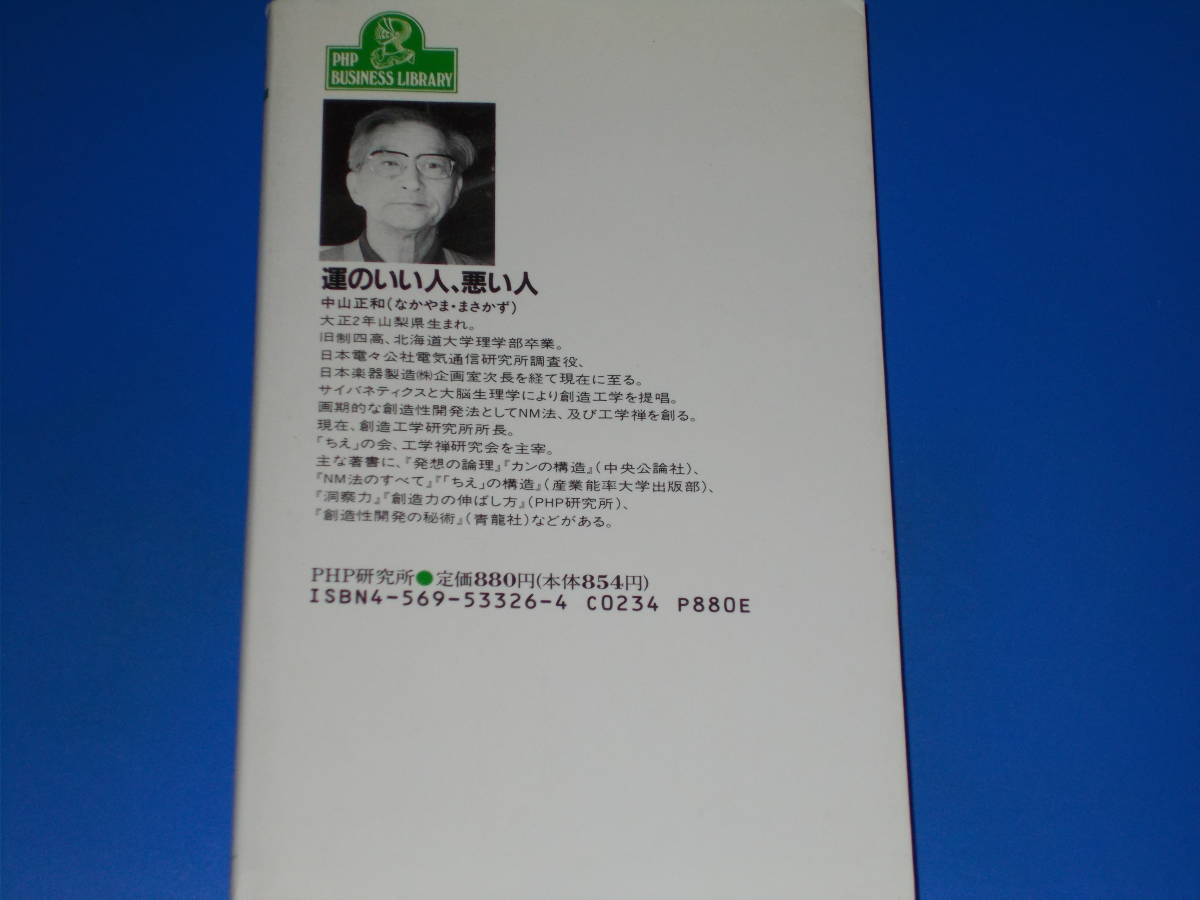 PHP
BUSINESS LIBRARY
運のいい人、悪い人
中山正和(なかやま・まさかず)
大正2年山梨県生まれ。
旧制四高、北海道大学理学部卒業。
日本電々公社電気通信研究所調査役、
日本楽器製造㈱企画室次長を経て現在に至る。
サイバネティクスと大脳生理学により創造工学を提唱。
画期的な創造性開発法としてNM法、及び工学禅を創る。
現在、創造工学研究所所長。
「ちえ」の会、工学禅研究会を主宰。
主な著書に、『発想の論理』『カンの構造』(中央公論社)、
『NM法のすべて』『「ちえ」の構造』(産業能率大学出版部)、
『洞察力』『創造力の伸ばし方』(PHP研究所)、
『創造性開発の秘術』(青龍社)などがある。
PHP研究所●定価880円(本体854円)
ISBN4-569-53326-4 C0234 P880E